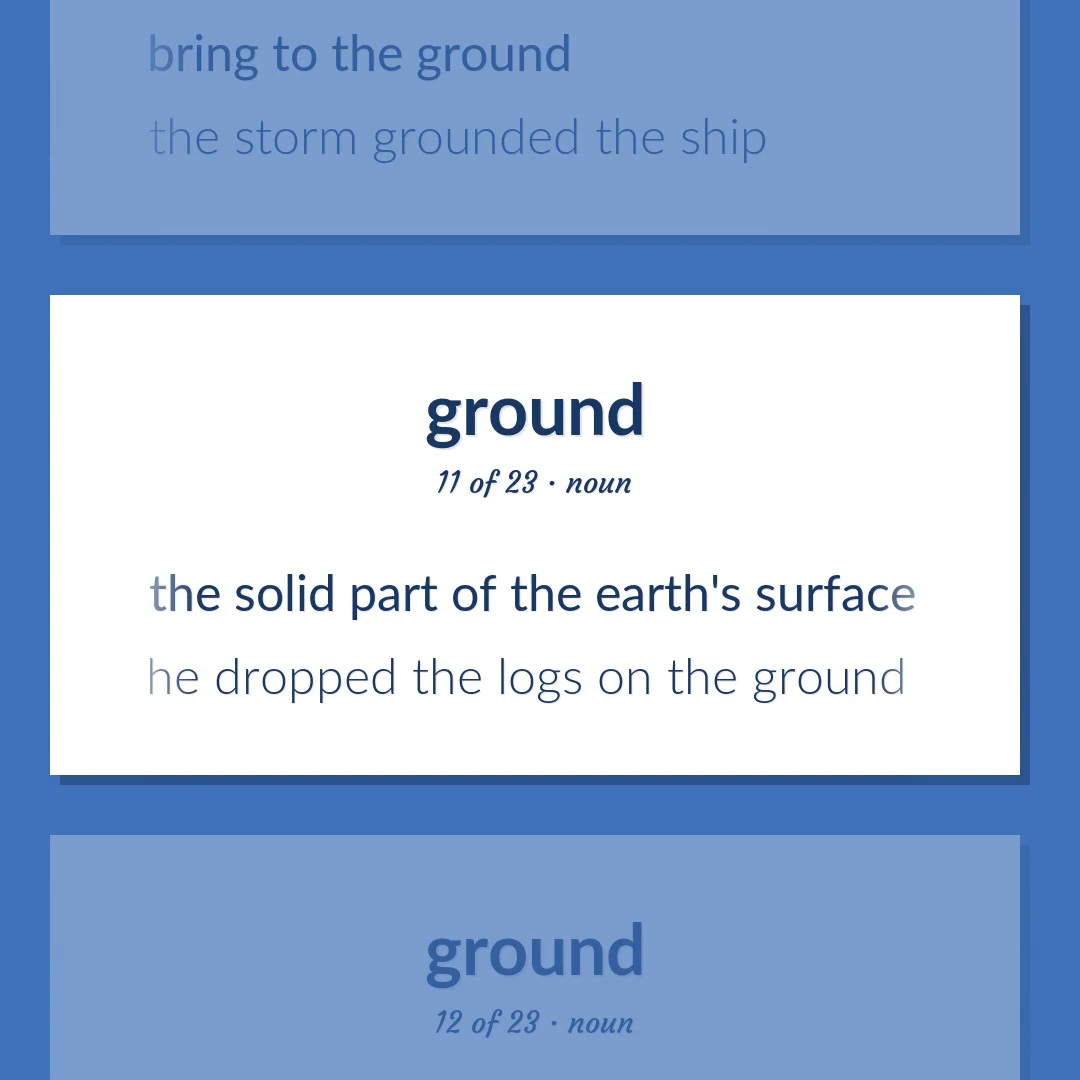 bring to the ground
the storm grounded the ship
ground
11 of 23 · noun
the solid part of the earth's surface
he dropped the logs on the ground
ground
12 of 23 · noun